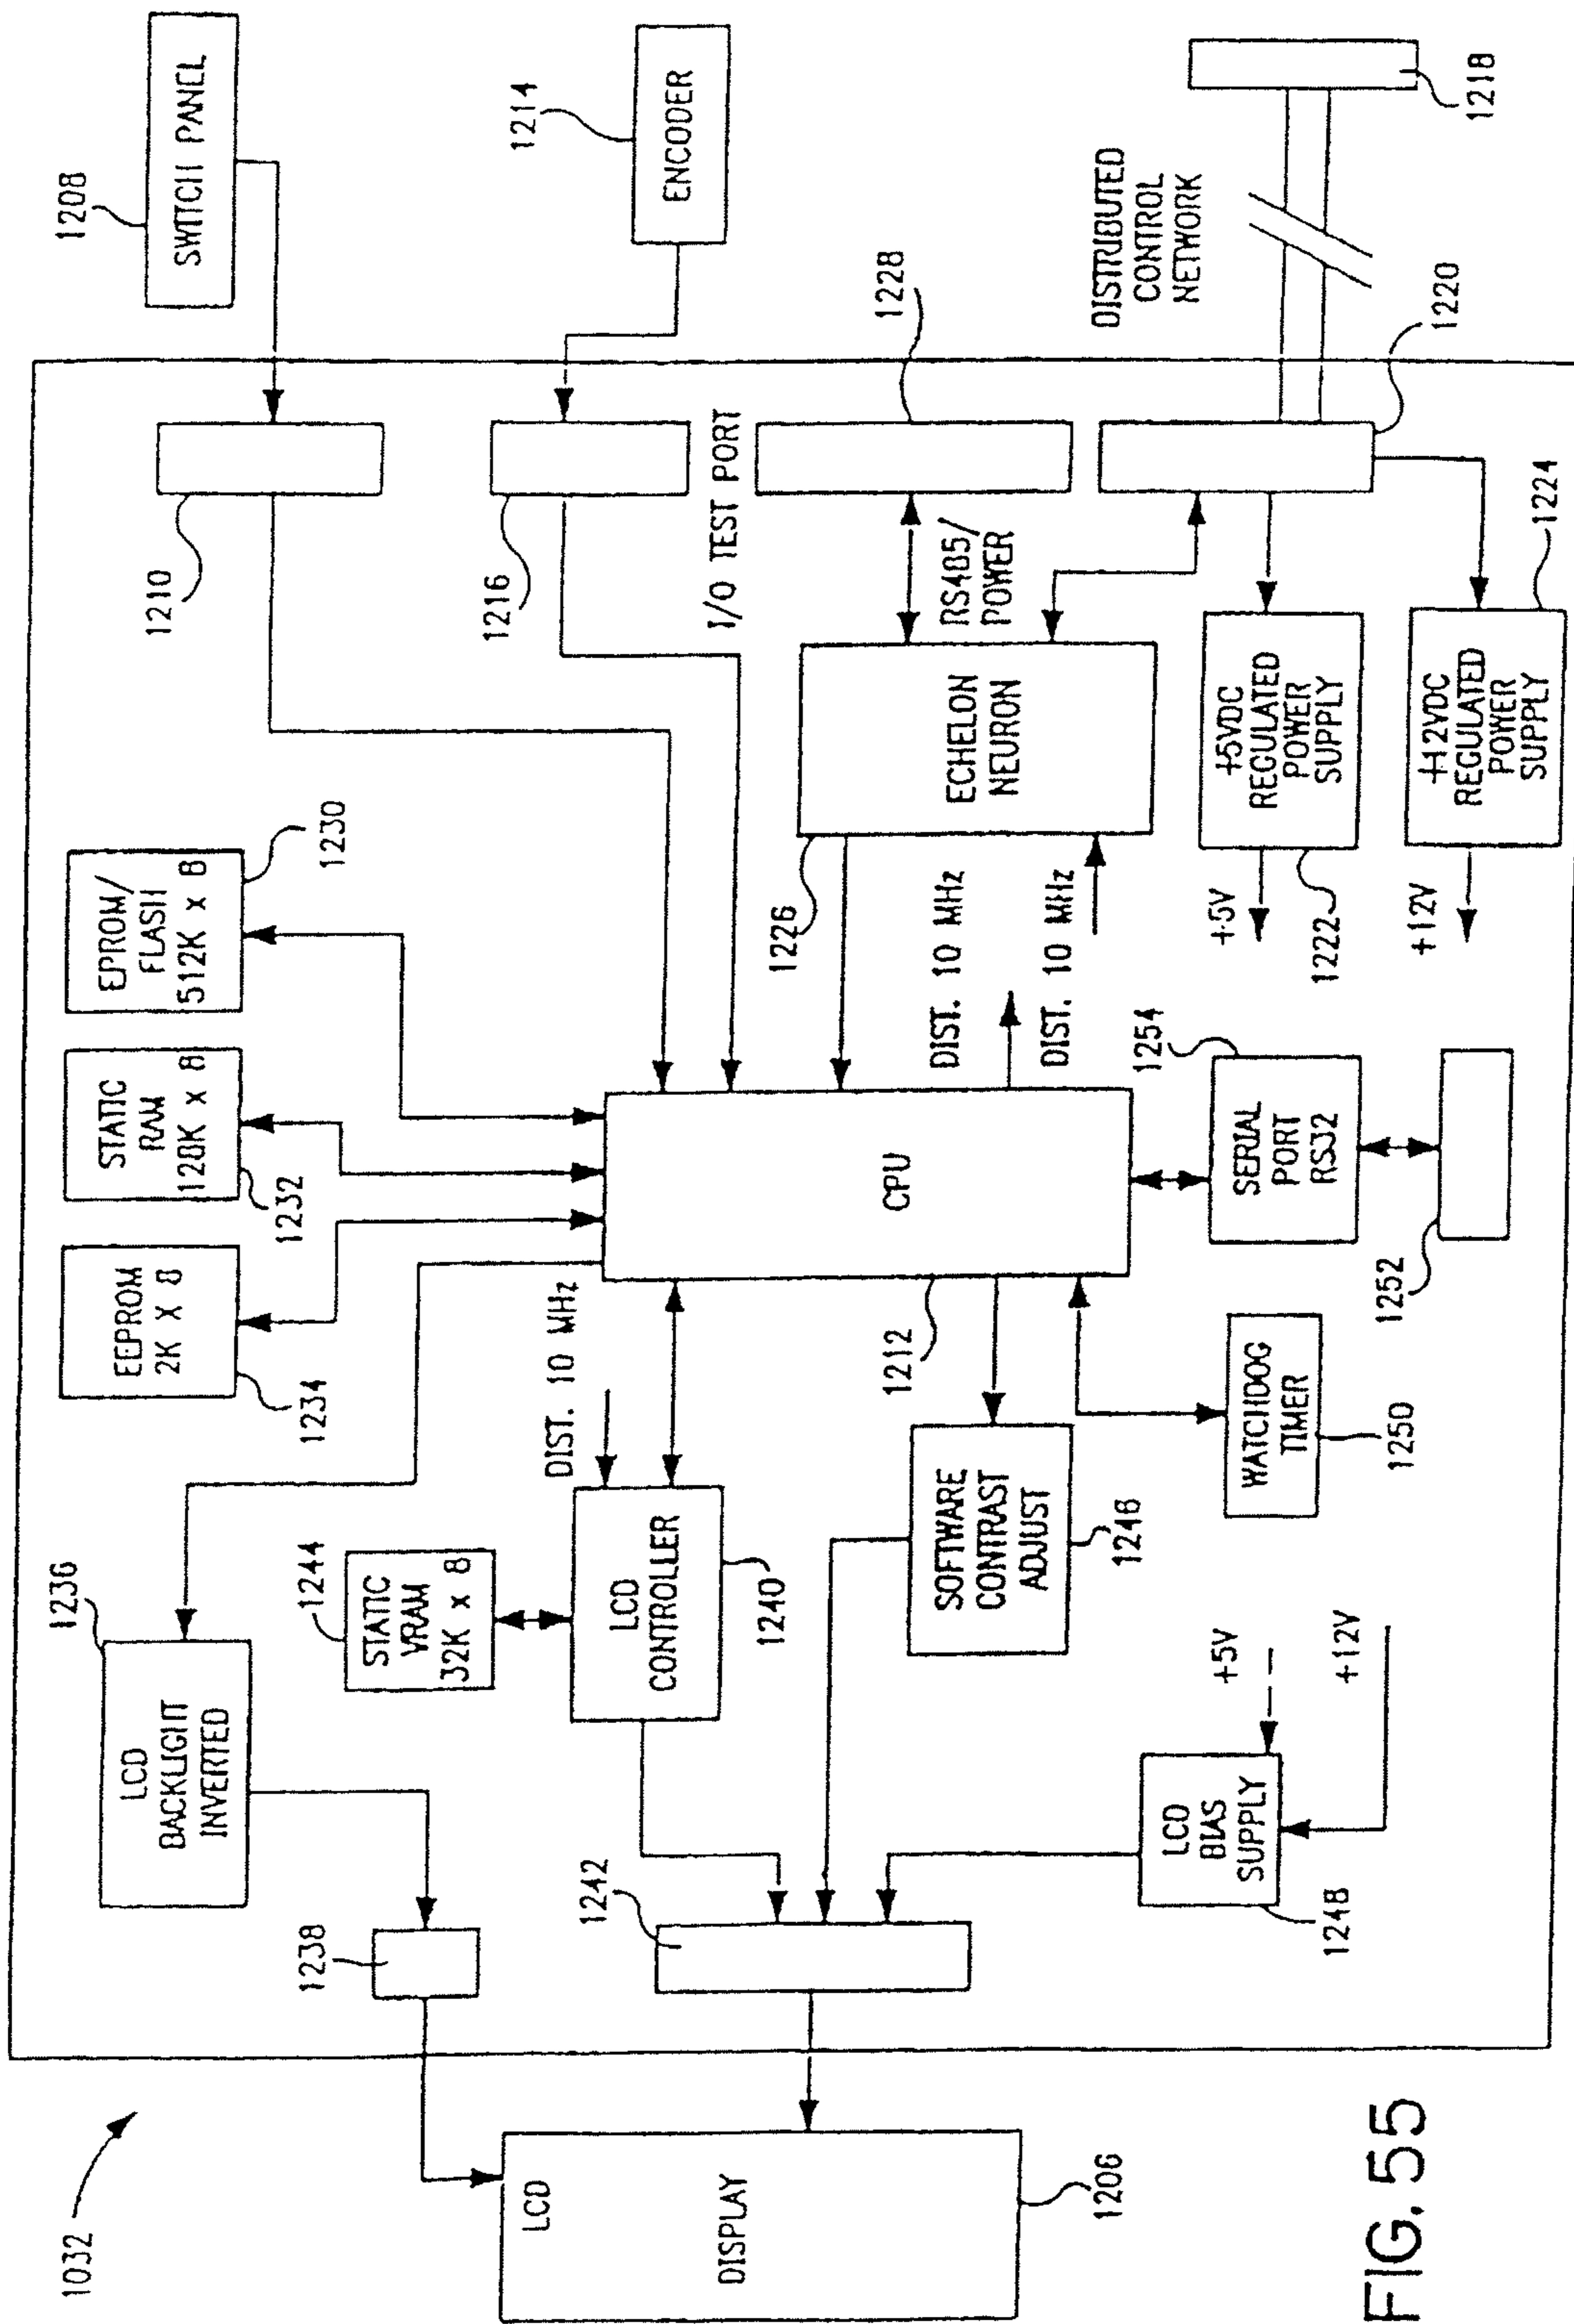 1032
1236
LCD
BACKLIGHT
INVERTED
1238
LCD
DISPLAY
1206
1234
EEPROM
2K X 8
1232
STATIC
RAM
128K x 8
1230
EPROM/
FLASH
512K x 8
1244
STATIC
VRAM
32K x 8
DIST. 10 MHz
LCD
CONTROLLER
1240
1242
SOFTWARE
CONTRAST
ADJUST
1246
+5V
+12V
LCD
BIAS
SUPPLY
1248
1212
CPU
WATCHDOG
TIMER
1250
1254
SERIAL
PORT
RS32
1252
DIST. 10 MHz
DIST. 10 MHz
1226
ECHELON
NEURON
RS485/
POWER
I/O TEST PORT
1228
+5V
+5VDC
REGULATED
POWER
SUPPLY
1222
+12V
+12VDC
REGULATED
POWER
SUPPLY
1224
1210
1216
1208
SWITCH PANEL
1214
ENCODER
DISTRIBUTED
CONTROL
NETWORK
1220
1218
FIG. 55